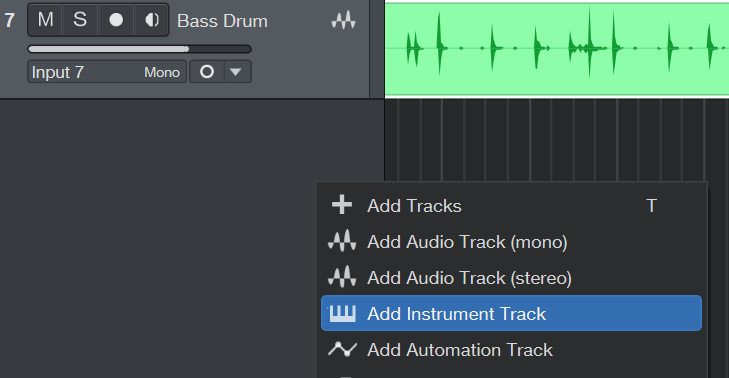 7 M S Bass Drum
Input 7 Mono
Add Tracks T
Add Audio Track (mono)
Add Audio Track (stereo)
Add Instrument Track
Add Automation Track